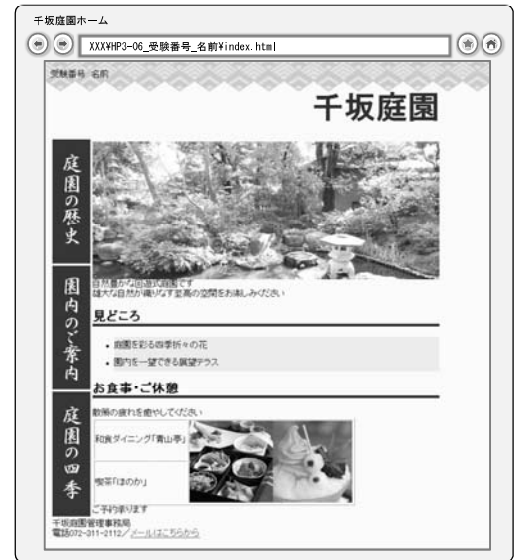 千坂庭園ホーム
XXX¥HP3-06_受験番号_名前¥index.html
受験番号 名前
千坂庭園
庭園の歴史
園内のご案内
庭園の四季
自然豊かな回遊式庭園です
雄大な自然が織りなす至高の空間をお楽しみください
見どころ
・庭園を彩る四季折々の花
・園内を一望できる展望テラス
お食事・ご休憩
散策の疲れを癒やしてください
和食ダイニング「青山亭」
喫茶「ほのか」
ご予約承ります
千坂庭園管理事務局
電話072-311-2112／メールはこちらから